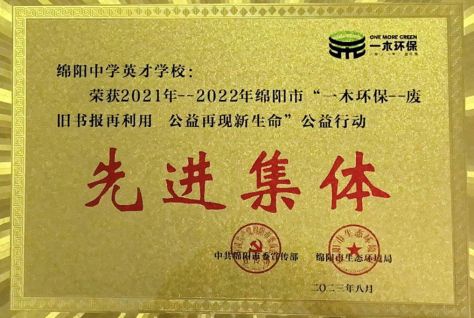 ONE MORE GREEN
一木环保
绵阳中学英才学校:
荣获2021年--2022年绵阳市“一木环保--废
旧书报再利用 公益再现新生命”公益行动
先进集体
中共绵阳市委宣传部 绵阳市生态环境局
二〇二三年八月